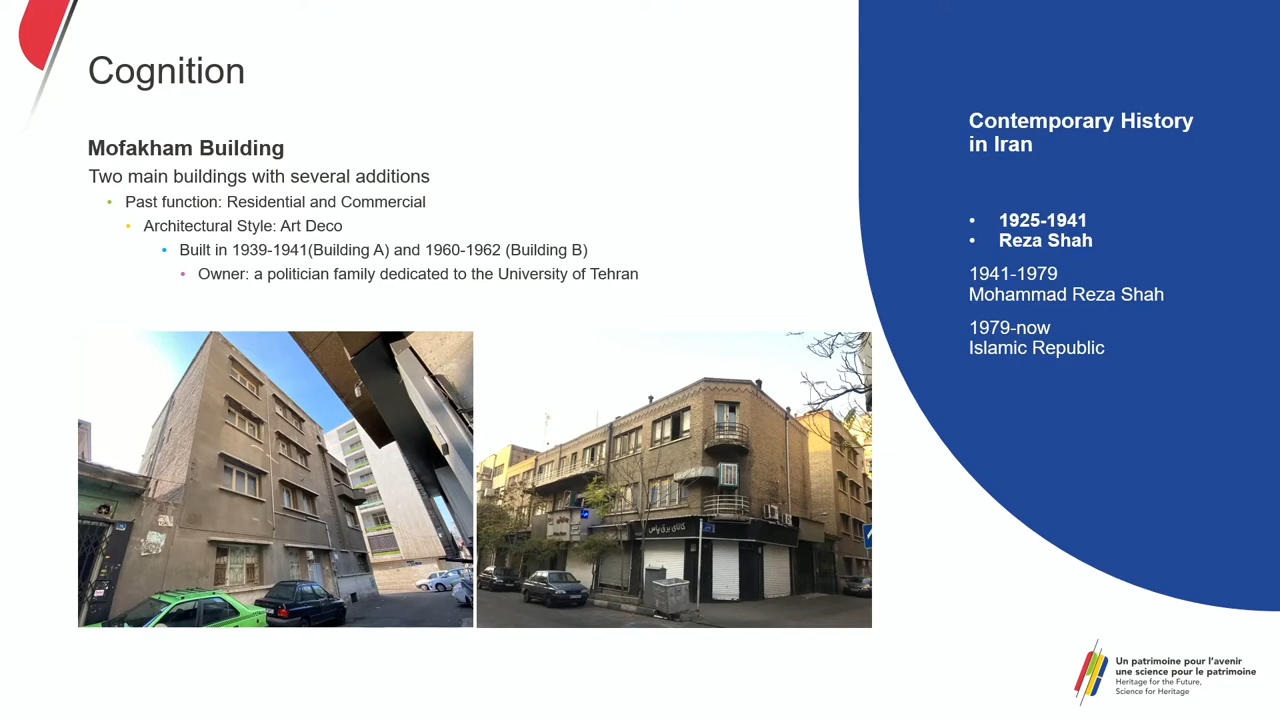 Cognition
Mofakham Building
Two main buildings with several additions
• Past function: Residential and Commercial
• Architectural Style: Art Deco
• Built in 1939-1941(Building A) and 1960-1962 (Building B)
• Owner: a politician family dedicated to the University of Tehran
Contemporary History
in Iran
• 1925-1941
• Reza Shah
1941-1979
Mohammad Reza Shah
1979-now
Islamic Republic
کالای برق پاس
Un patrimoine pour l'avenir
une science pour le patrimoine
Heritage for the Future,
Science for Heritage